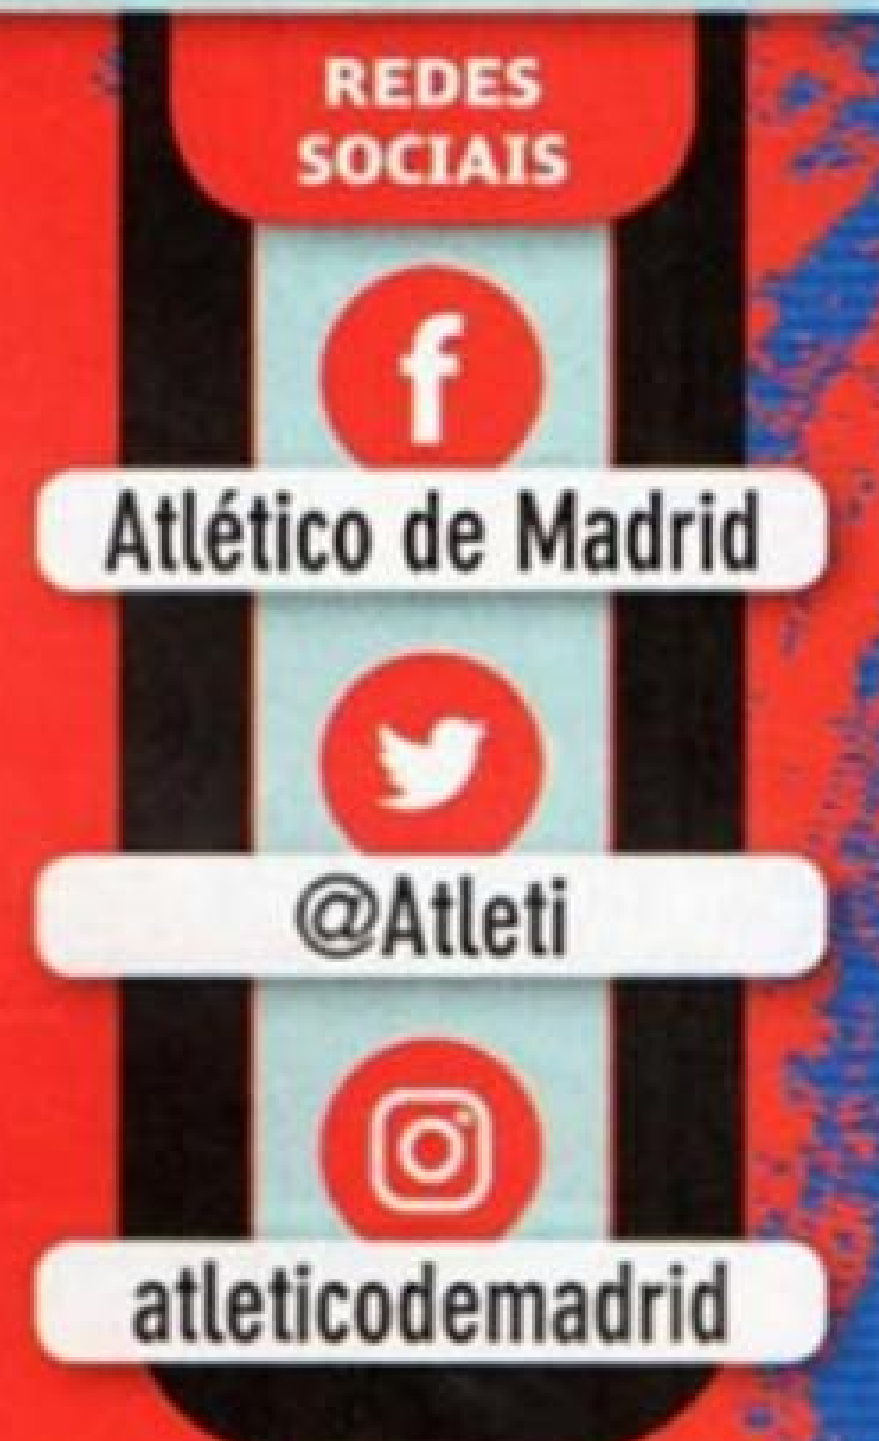 REDES
SOCIAIS
Atlético de Madrid
@Atleti
atleticodemadrid